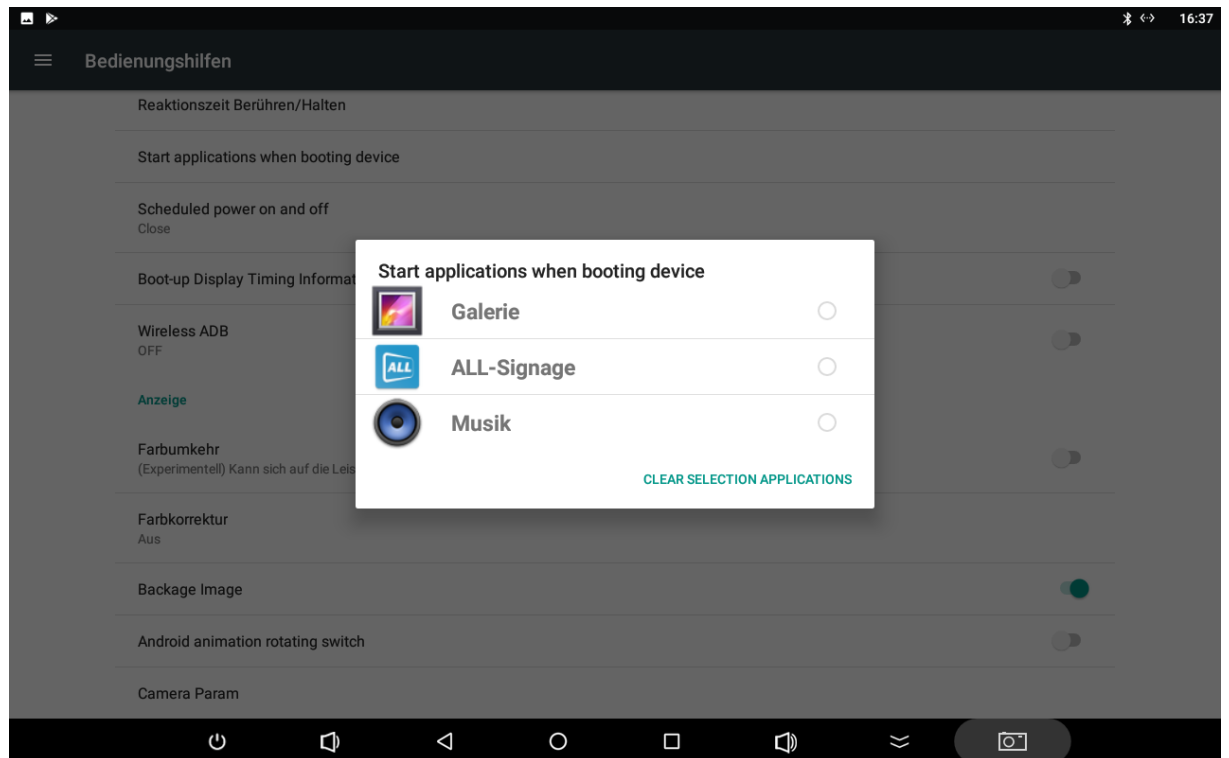 16:37
Bedienungshilfen
Reaktionszeit Berühren/Halten
Start applications when booting device
Scheduled power on and off
Close
Boot-up Display Timing Informat
Wireless ADB
OFF
Anzeige
Farbumkehr
(Experimentell) Kann sich auf die Leis
Farbkorrektur
Aus
Backage Image
Android animation rotating switch
Camera Param
Start applications when booting device
Galerie
ALL
ALL-Signage
Musik
CLEAR SELECTION APPLICATIONS